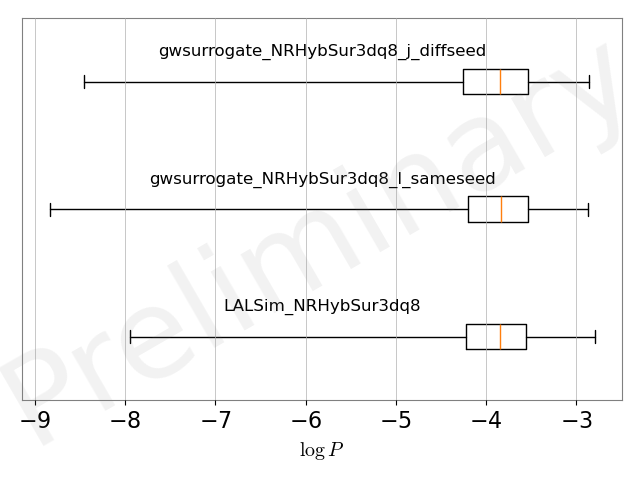 gwsurrogate_NRHybSur3dq8_j_diffseed
gwsurrogate_NRHybSur3dq8_l_sameseed
LALSim_NRHybSur3dq8
Preliminary
−9 −8 −7 −6 −5 −4 −3
log P